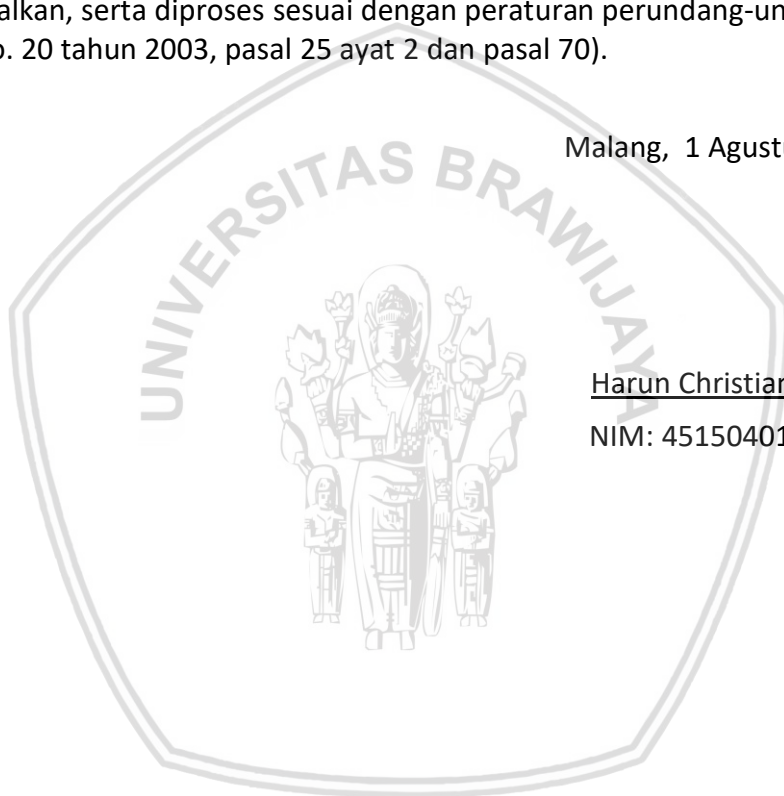 alkan, serta diproses sesuai dengan peraturan perundang-un
o. 20 tahun 2003, pasal 25 ayat 2 dan pasal 70).
Malang, 1 Agustu
UNIVERSITAS BRAWIJAYA
Harun Christian
NIM: 45150401